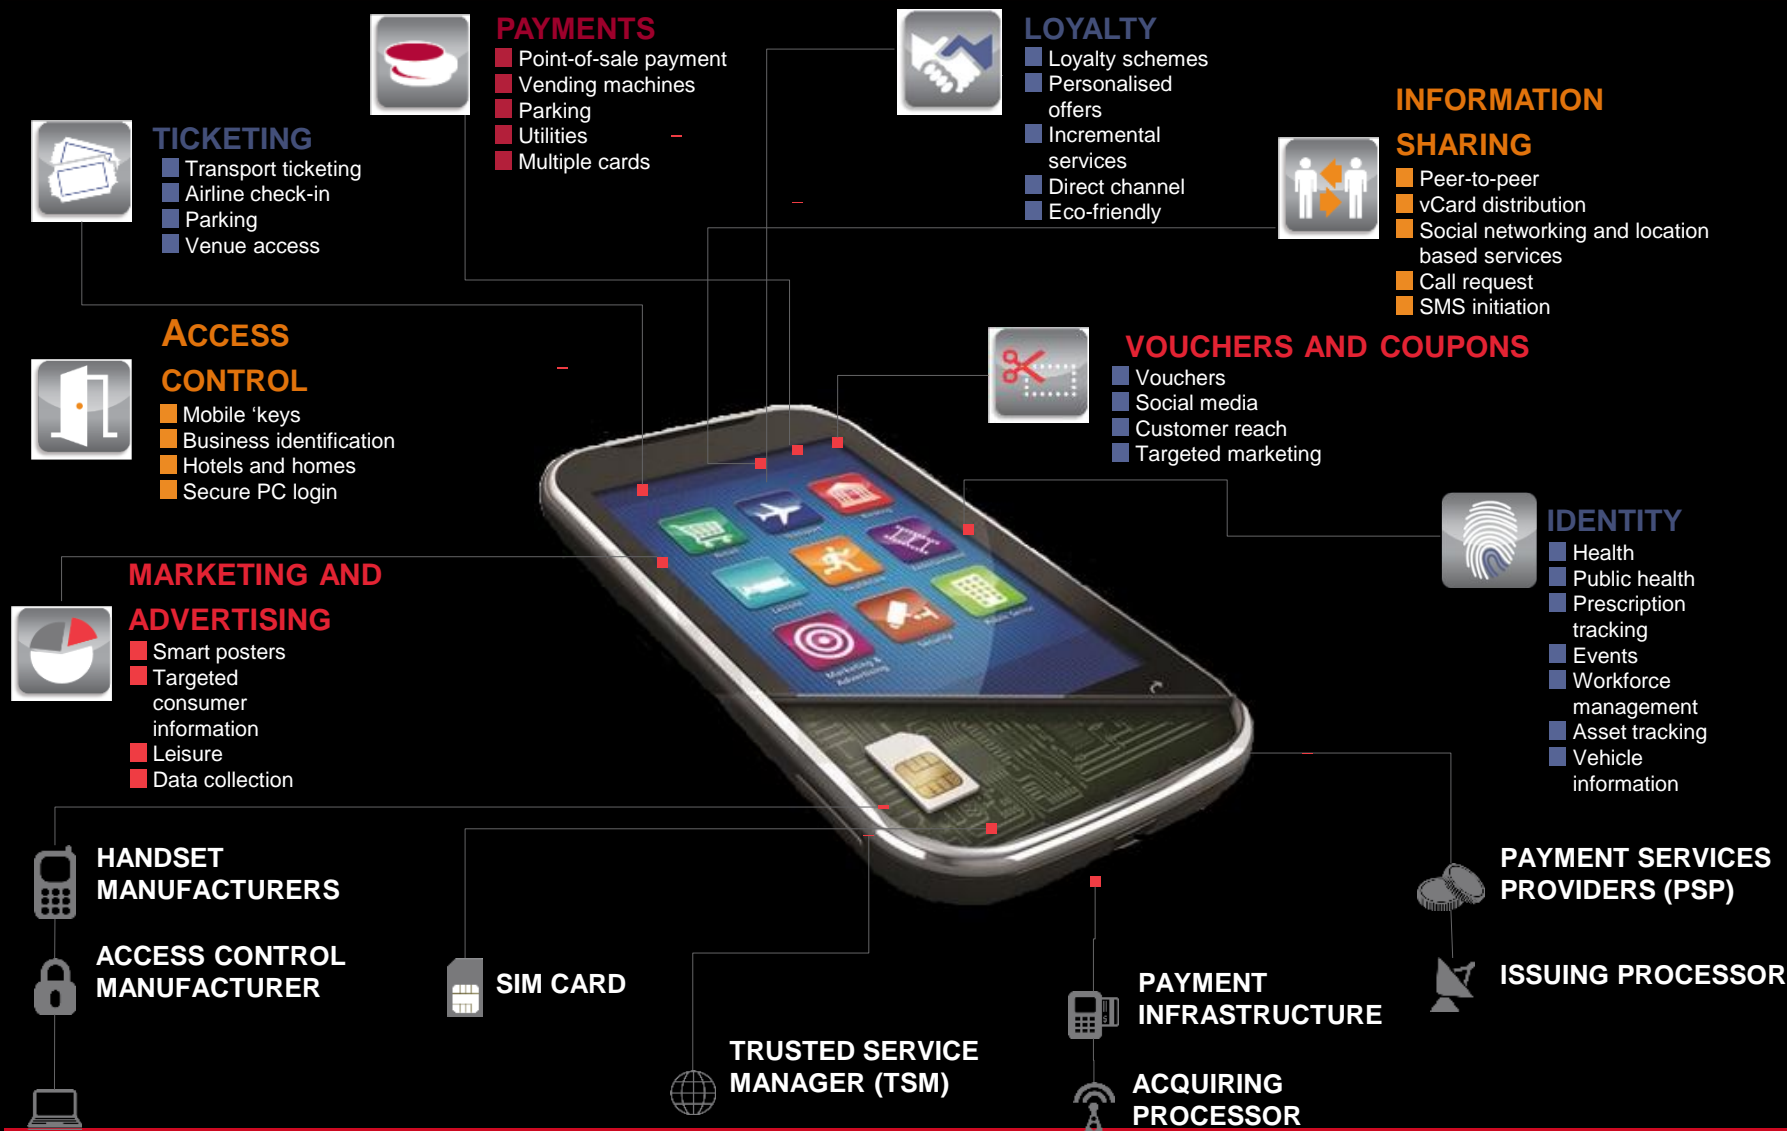 PAYMENTS
Point-of-sale payment
Vending machines
Parking
Utilities
Multiple cards
LOYALTY
Loyalty schemes
Personalised
offers
Incremental
services
Direct channel
Eco-friendly
INFORMATION
SHARING
Peer-to-peer
vCard distribution
Social networking and location
based services
Call request
SMS initiation
TICKETING
Transport ticketing
Airline check-in
Parking
Venue access
ACCESS
CONTROL
Mobile ‘keys
Business identification
Hotels and homes
Secure PC login
VOUCHERS AND COUPONS
Vouchers
Social media
Customer reach
Targeted marketing
IDENTITY
Health
Public health
Prescription
tracking
Events
Workforce
management
Asset tracking
Vehicle
information
MARKETING AND
ADVERTISING
Smart posters
Targeted
consumer
information
Leisure
Data collection
Security
Marketing &
Advertising
HANDSET
MANUFACTURERS
ACCESS CONTROL
MANUFACTURER
SIM CARD
TRUSTED SERVICE
MANAGER (TSM)
PAYMENT
INFRASTRUCTURE
ACQUIRING
PROCESSOR
PAYMENT SERVICES
PROVIDERS (PSP)
ISSUING PROCESSOR